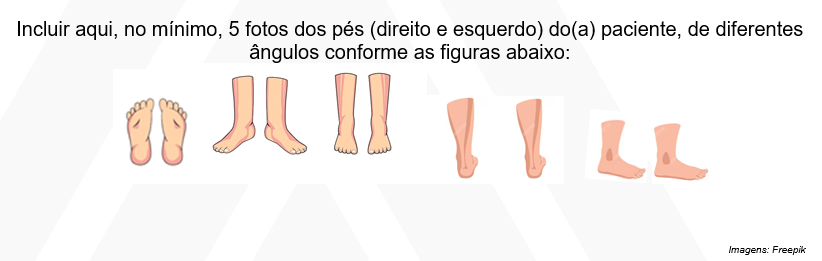 Incluir aqui, no mínimo, 5 fotos dos pés (direito e esquerdo) do(a) paciente, de diferentes
ângulos conforme as figuras abaixo:
Imagens: Freepik